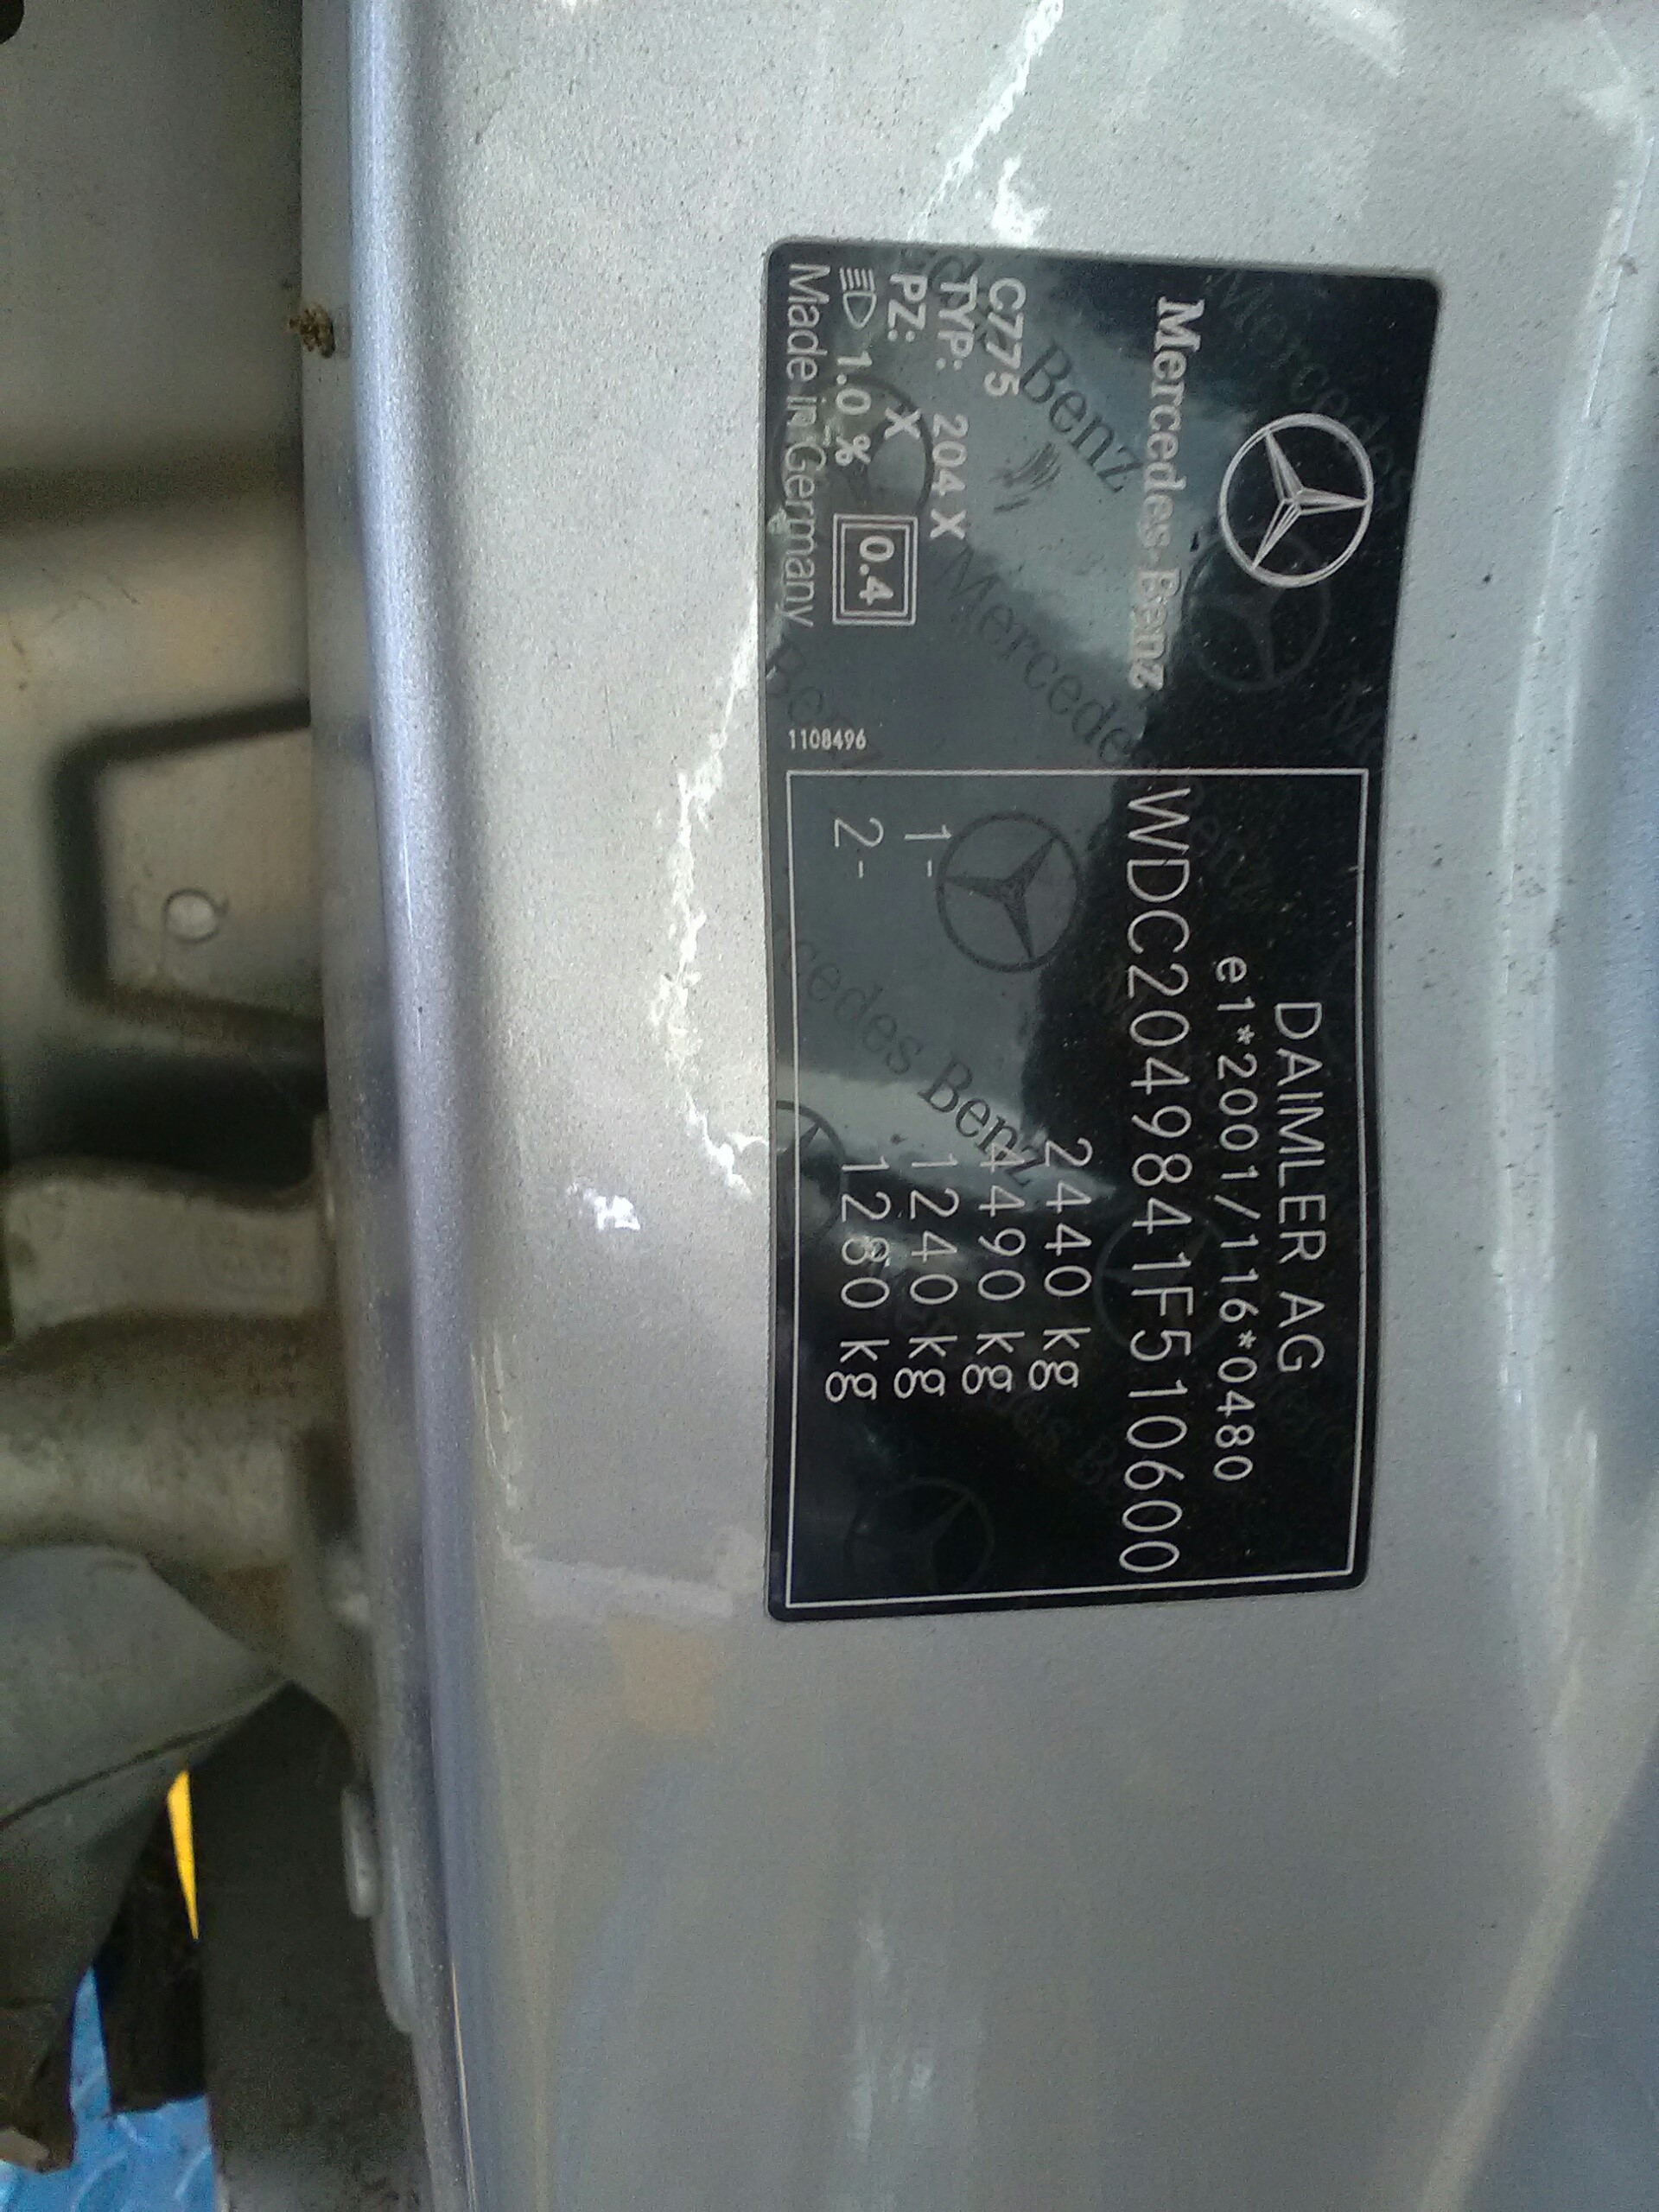 Mercedes-Benz
C775
TYP: 204 X
PZ: X
1.0 % 0.4
Made in Germany
1108496
DAIMLER AG
e1*2001/116*0480
WDC2049841F510600
2440 kg
4490 kg
1- 1240 kg
2- 1280 kg